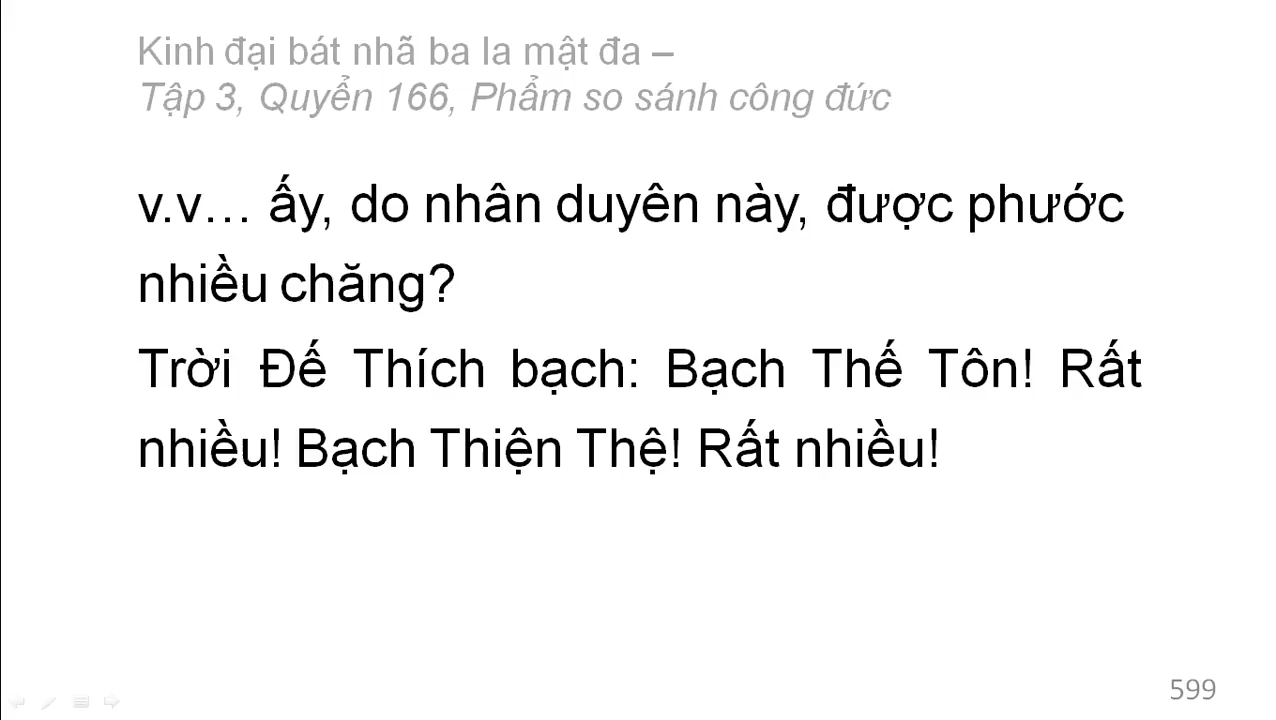 Kinh đại bát nhã ba la mật đa –
Tập 3, Quyển 166, Phẩm so sánh công đức
v.v… ấy, do nhân duyên này, được phước
nhiều chăng?
Trời Đế Thích bạch: Bạch Thế Tôn! Rất
nhiều! Bạch Thiện Thệ! Rất nhiều!
599